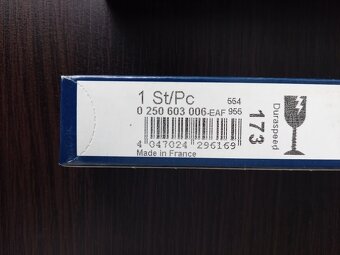 1 St/Pc 554
0 250 603 006-EAF 955
4 047024 296169
Made in France
Duraspeed
173